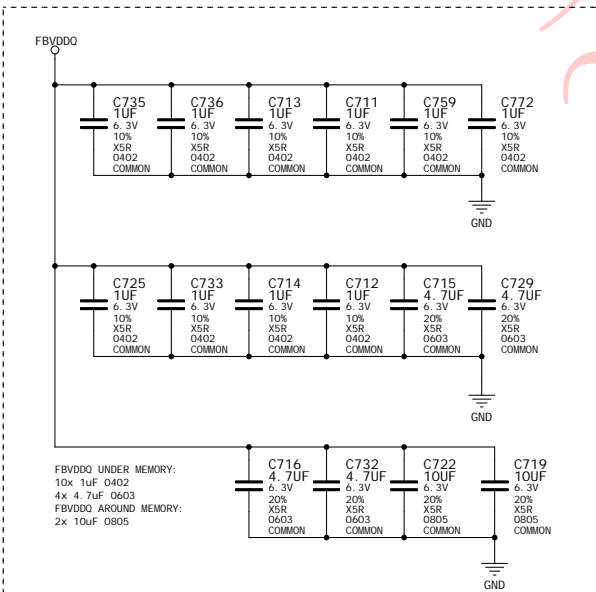 FBVDDQ
C735
1UF
6.3V
10%
X5R
0402
COMMON
C736
1UF
6.3V
10%
X5R
0402
COMMON
C713
1UF
6.3V
10%
X5R
0402
COMMON
C711
1UF
6.3V
10%
X5R
0402
COMMON
C759
1UF
6.3V
10%
X5R
0402
COMMON
C772
1UF
6.3V
10%
X5R
0402
COMMON
GND
C725
1UF
6.3V
10%
X5R
0402
COMMON
C733
1UF
6.3V
10%
X5R
0402
COMMON
C714
1UF
6.3V
10%
X5R
0402
COMMON
C712
1UF
6.3V
10%
X5R
0402
COMMON
C715
4.7UF
6.3V
20%
X5R
0603
COMMON
C729
4.7UF
6.3V
20%
X5R
0603
COMMON
GND
FBVDDQ UNDER MEMORY:
10x 1uF 0402
4x 4.7uF 0603
FBVDDQ AROUND MEMORY:
2x 10uF 0805
C716
4.7UF
6.3V
20%
X5R
0603
COMMON
C732
4.7UF
6.3V
20%
X5R
0603
COMMON
C722
10UF
6.3V
20%
X5R
0805
COMMON
C719
10UF
6.3V
20%
X5R
0805
COMMON
GND